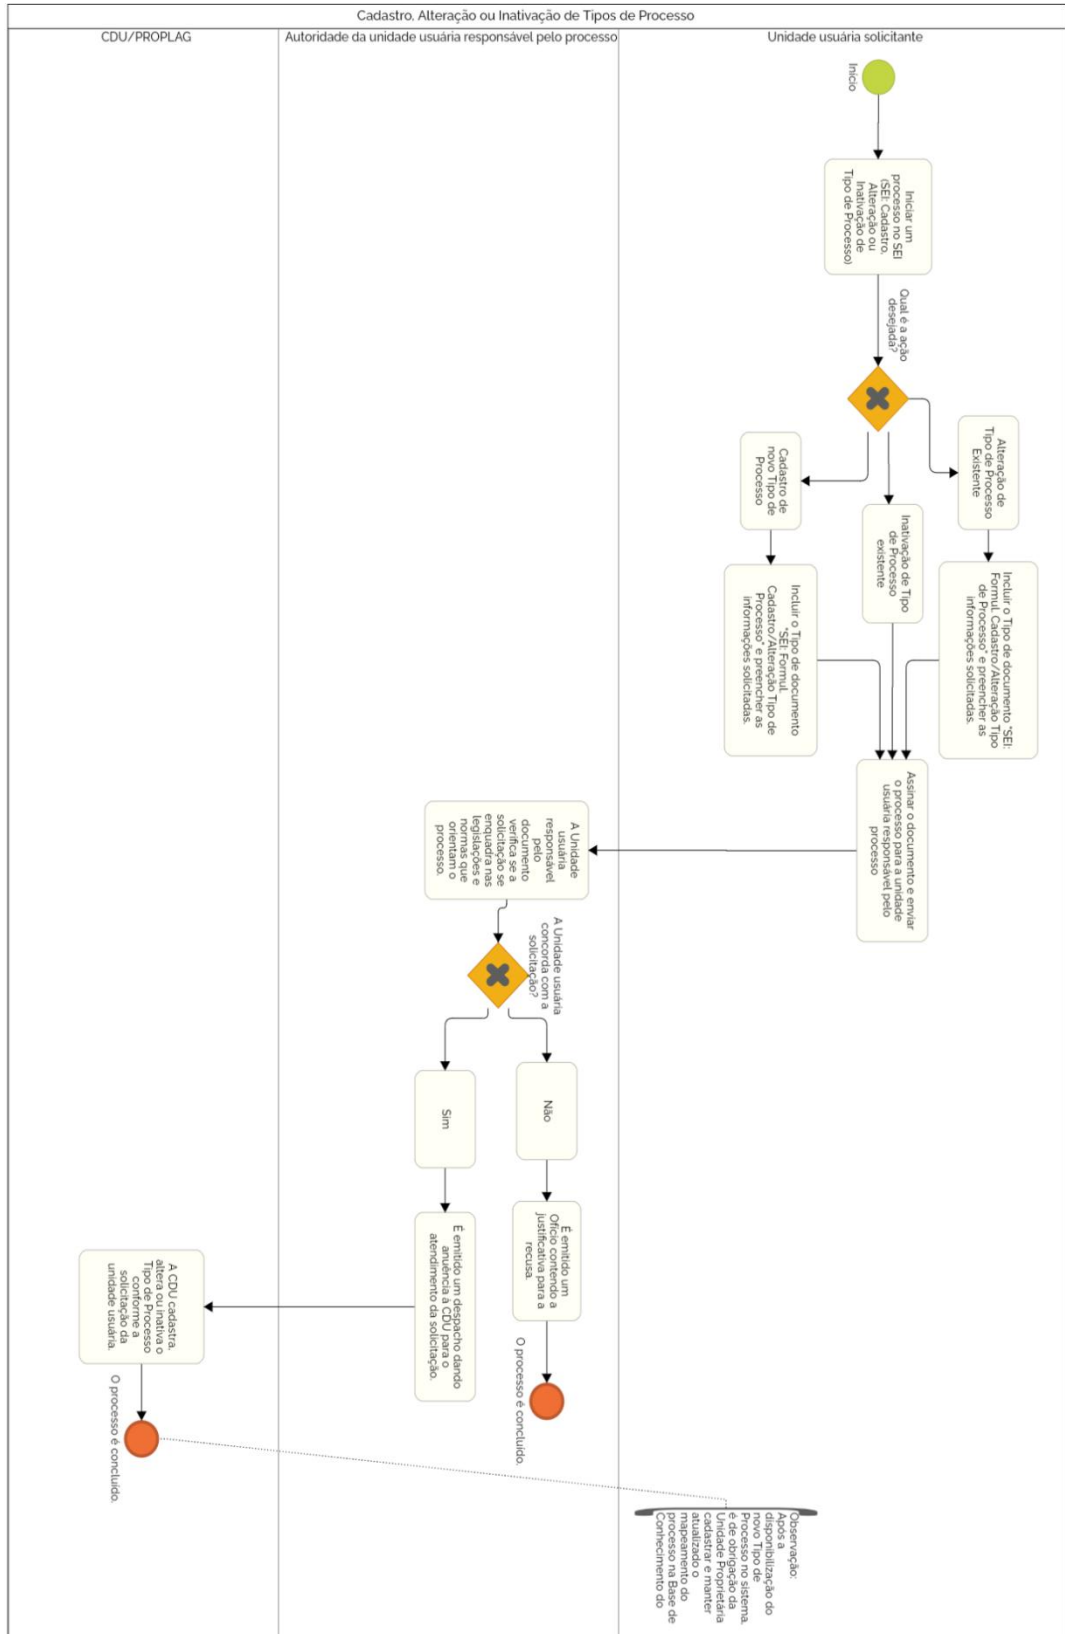 Cadastro, Alteração ou Inativação de Tipos de Processo
CDU/PROPLAG
Autoridade da unidade usuária responsável pelo processo
Unidade usuária solicitante
Início
Iniciar um
processo no SEI
(SEI: Cadastro,
Alteração ou
Inativação de
Tipo de Processo)
Qual é a ação
desejada?
Alteração de
Tipo de Processo
Existente
Inativação de Tipo
de Processo
existente
Cadastro de
novo Tipo de
Processo
Incluir o Tipo de documento "SEI:
Formul. Cadastro/Alteração Tipo
de Processo" e preencher as
informações solicitadas.
Incluir o Tipo de documento
"SEI: Formul.
Cadastro/Alteração Tipo de
Processo" e preencher as
informações solicitadas.
Assinar o documento e enviar
o processo para a unidade
usuária responsável pelo
processo
A Unidade
usuária
responsável
pelo
documento
verifica se a
solicitação se
enquadra nas
legislações e
normas que
orientam o
processo.
A Unidade usuária
concorda com a
solicitação?
Não
Sim
É emitido um
Ofício contendo a
justificativa para a
recusa.
O processo é concluído.
É emitido um despacho dando
anuência à CDU para o
atendimento da solicitação.
A CDU cadastra,
altera ou inativa o
Tipo de Processo
conforme a
solicitação da
unidade usuária.
O processo é concluído.
Observação:
Após a
disponibilização do
novo Tipo de
Processo no sistema,
é de obrigação da
Unidade Proprietária
cadastrar e manter
atualizado o
mapeamento do
processo na Base de
Conhecimento do